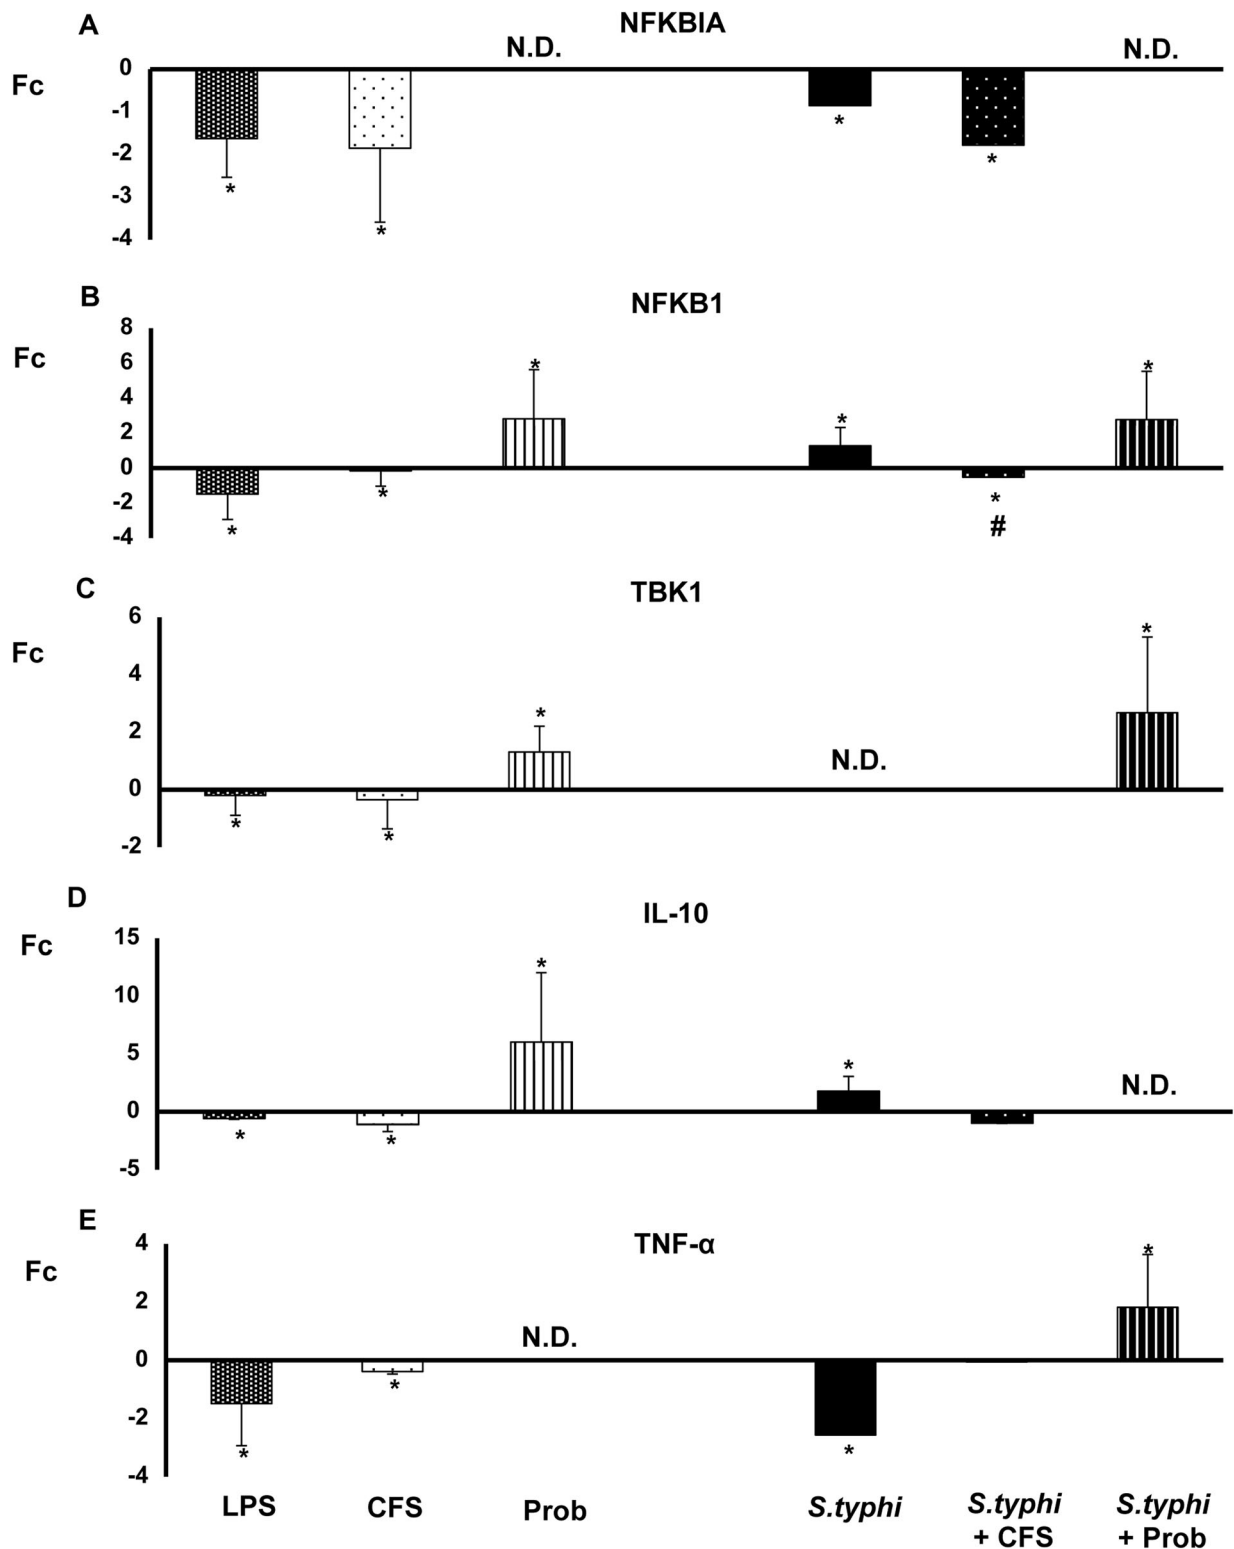 A
NFKBIA
N.D.
N.D.
Fc
0
-1
*
*
-2
*
*
-3
*
-4
B
NFKB1
Fc
8
6
*
*
4
*
2
0
*
*
-2
*
#
-4
C
TBK1
Fc
6
*
4
*
2
N.D.
0
*
*
-2
D
IL-10
Fc
15
*
10
5
*
N.D.
0
*
*
-5
E
TNF-α
Fc
4
*
2
N.D.
0
*
-2
*
*
-4
LPS CFS Prob S.typhi S.typhi S.typhi
+ CFS + Prob